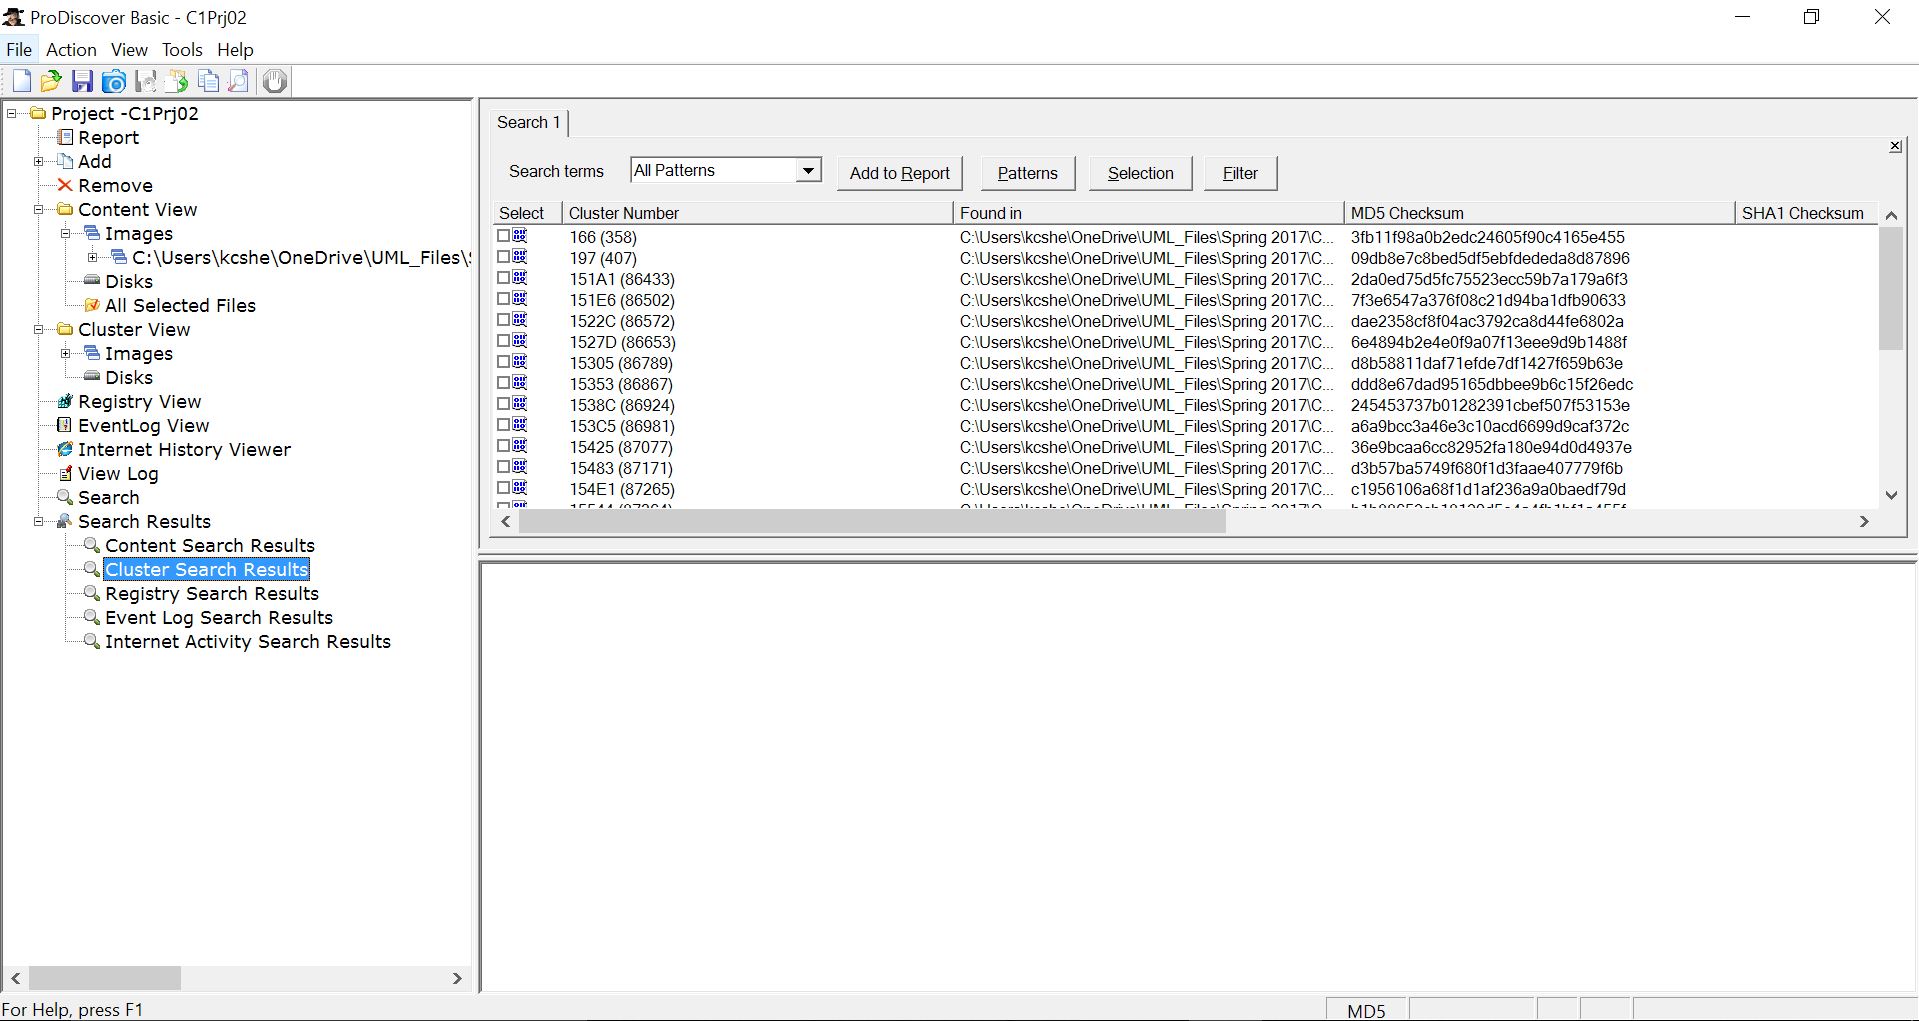 ProDiscover Basic - C1Prj02
File Action View Tools Help
Project -C1Prj02
Report
Add
Remove
Content View
Images
C:\Users\kcshe\OneDrive\UML_Files\
Disks
All Selected Files
Cluster View
Images
Disks
Registry View
EventLog View
Internet History Viewer
View Log
Search
Search Results
Content Search Results
Cluster Search Results
Registry Search Results
Event Log Search Results
Internet Activity Search Results
Search 1
Search terms All Patterns Add to Report Patterns Selection Filter
Select Cluster Number Found in MD5 Checksum SHA1 Checksum
166 (358) C:\Users\kcshe\OneDrive\UML_Files\Spring 2017\C... 3fb11f98a0b2edc24605f90c4165e455
197 (407) C:\Users\kcshe\OneDrive\UML_Files\Spring 2017\C... 09db8e7c8bed5df5ebfdededa8d87896
151A1 (86433) C:\Users\kcshe\OneDrive\UML_Files\Spring 2017\C... 2da0ed75d5fc75523ecc59b7a179a6f3
151E6 (86502) C:\Users\kcshe\OneDrive\UML_Files\Spring 2017\C... 7f3e6547a376f08c21d94ba1dfb90633
1522C (86572) C:\Users\kcshe\OneDrive\UML_Files\Spring 2017\C... dae2358cf8f04ac3792ca8d44fe6802a
1527D (86653) C:\Users\kcshe\OneDrive\UML_Files\Spring 2017\C... 6e4894b2e4e0f9a07f13eee9d9b1488f
15305 (86789) C:\Users\kcshe\OneDrive\UML_Files\Spring 2017\C... d8b58811daf71efde7df1427f659b63e
15353 (86867) C:\Users\kcshe\OneDrive\UML_Files\Spring 2017\C... ddd8e67dad95165dbbee9b6c15f26edc
1538C (86924) C:\Users\kcshe\OneDrive\UML_Files\Spring 2017\C... 245453737b01282391cbef507f53153e
153C5 (86981) C:\Users\kcshe\OneDrive\UML_Files\Spring 2017\C... a6a9bcc3a46e3c10acd6699d9caf372c
15425 (87077) C:\Users\kcshe\OneDrive\UML_Files\Spring 2017\C... 36e9bcaa6cc82952fa180e94d0d4937e
15483 (87171) C:\Users\kcshe\OneDrive\UML_Files\Spring 2017\C... d3b57ba5749f680f1d3faae407779f6b
154E1 (87265) C:\Users\kcshe\OneDrive\UML_Files\Spring 2017\C... c1956106a68f1d1af236a9a0baedf79d
For Help, press F1 MD5